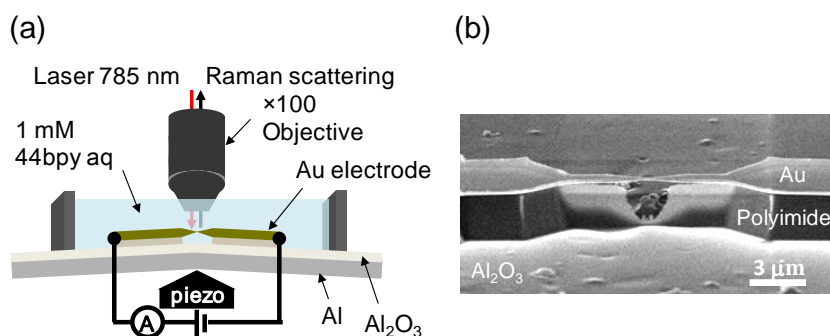 (a)
Laser 785 nm
Raman scattering
×100
Objective
1 mM
44bpy aq
Au electrode
piezo
A
Al
Al₂O₃
(b)
Au
Polyimide
Al₂O₃
3 μm